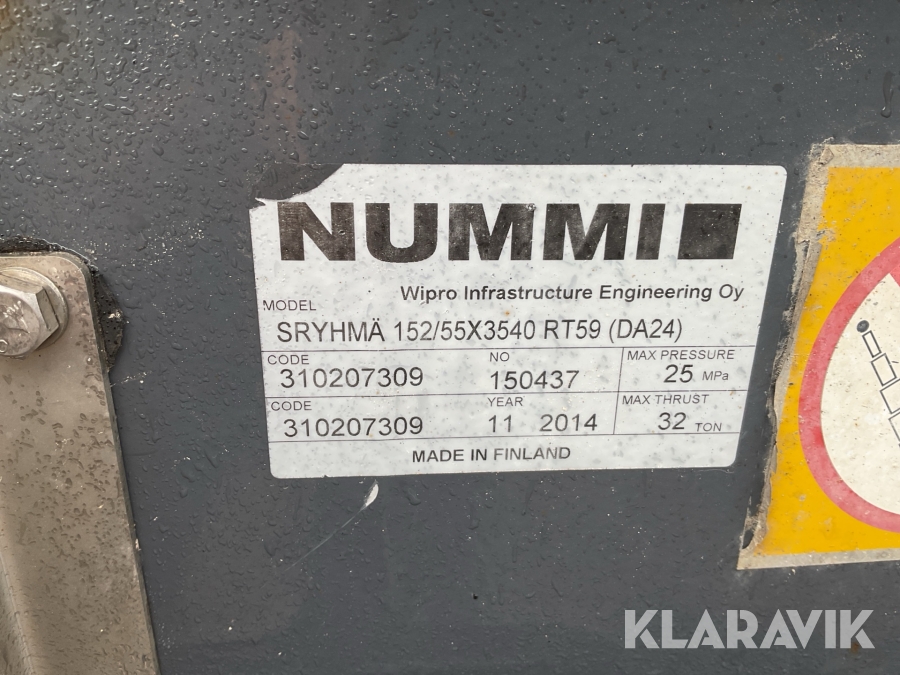 NUMMI
Wipro Infrastructure Engineering Oy
MODEL
SRYHMÄ 152/55X3540 RT59 (DA24)
CODE NO MAX PRESSURE
310207309 150437 25 MPa
CODE YEAR MAX THRUST
310207309 11 2014 32 TON
MADE IN FINLAND
KLARAVIK